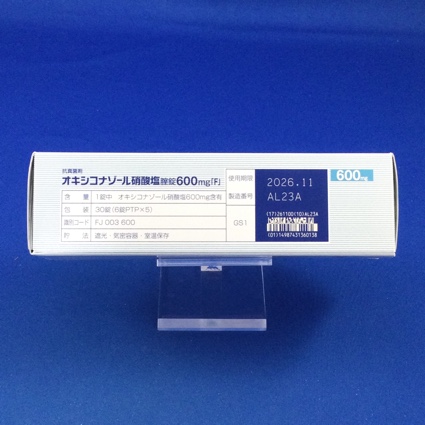 抗真菌剤
オキシコナゾール硝酸塩腟錠600mg「F」
含量 1錠中 オキシコナゾール硝酸塩600mg含有
包装 30錠(6錠PTP×5)
識別コード FJ 003 600
貯法 遮光・気密容器・室温保存
使用期限 2026.11
製造番号 AL23A
GS1
(17)261100(10)AL23A
(01)14987431360138
600mg